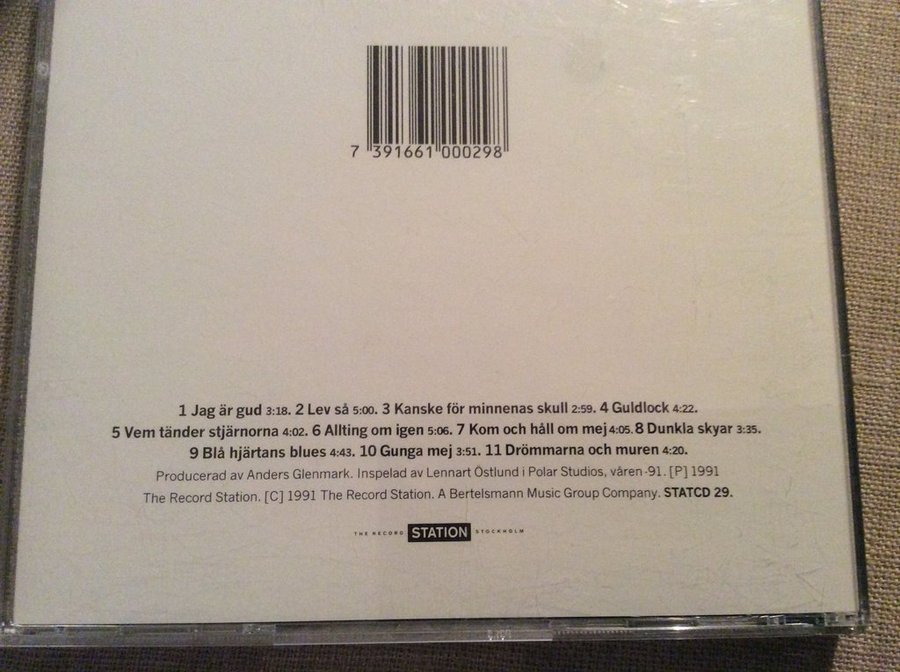 7 391661 000298
1 Jag är gud 3:18. 2 Lev så 5:00. 3 Kanske för minnenas skull 2:59. 4 Guldlock 4:22.
5 Vem tänder stjärnorna 4:02. 6 Allting om igen 5:06. 7 Kom och håll om mej 4:05. 8 Dunkla skyar 3:35.
9 Blå hjärtans blues 4:43. 10 Gunga mej 3:51. 11 Drömmarna och muren 4:20.
Producerad av Anders Glenmark. Inspelad av Lennart Östlund i Polar Studios, våren -91. [P] 1991
The Record Station. [C] 1991 The Record Station. A Bertelsmann Music Group Company. STATCD 29.
THE RECORD STATION STOCKHOLM